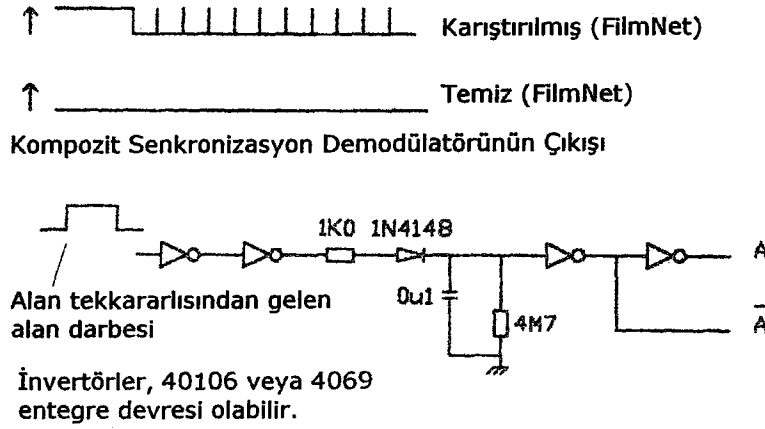 Karıştırılmış (FilmNet)
Temiz (FilmNet)
Kompozit Senkronizasyon Demodülatörünün Çıkışı
1K0 1N4148
A
0u1
4M7
A̅
Alan tekkararlısından gelen
alan darbesi
İnvertörler, 40106 veya 4069
entegre devresi olabilir.